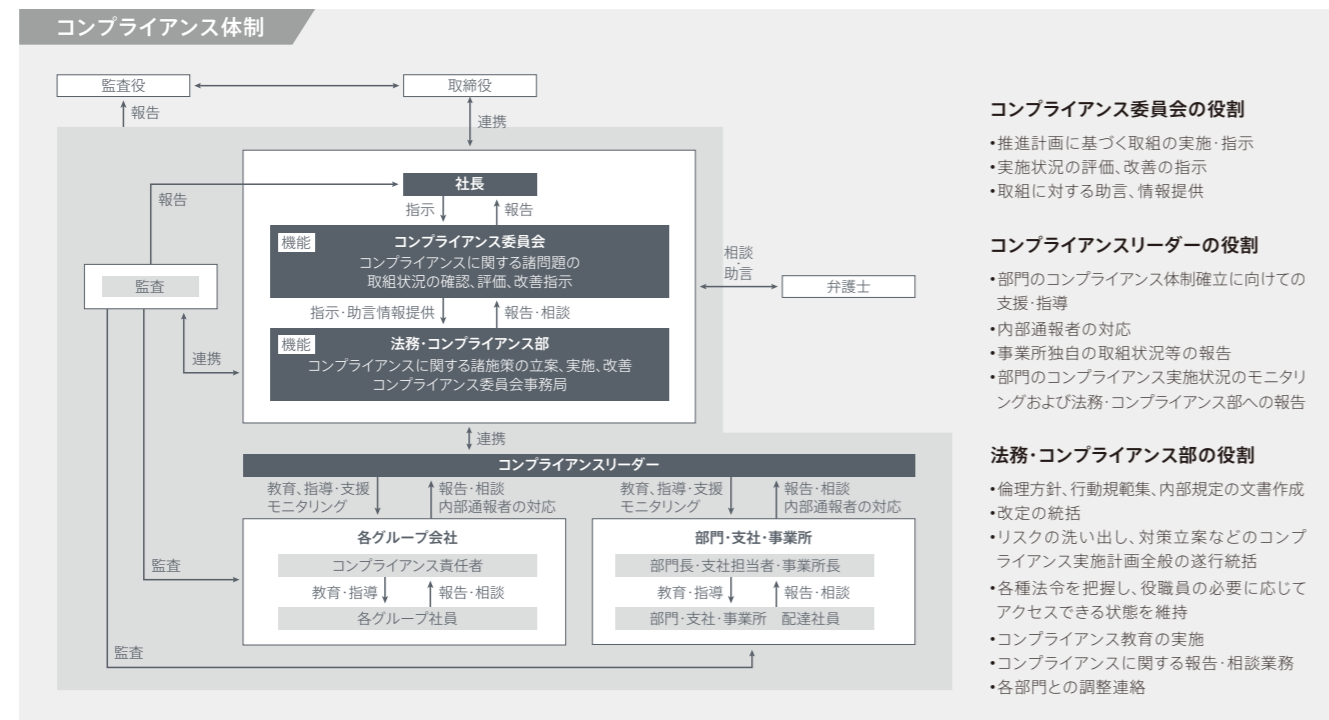 コンプライアンス体制
監査役
取締役
報告
連携
社長
報告
指示
報告
機能
コンプライアンス委員会
コンプライアンスに関する諸問題の
取組状況の確認、評価、改善指示
監査
指示・助言情報提供
報告・相談
機能
法務・コンプライアンス部
コンプライアンスに関する諸施策の立案、実施、改善
コンプライアンス委員会事務局
連携
相談
・
助言
弁護士
連携
コンプライアンスリーダー
教育、指導・支援
モニタリング
報告・相談
内部通報者の対応
教育、指導・支援
モニタリング
報告・相談
内部通報者の対応
各グループ会社
コンプライアンス責任者
教育・指導
報告・相談
各グループ社員
部門・支社・事業所
部門長・支社担当者・事業所長
教育・指導
報告・相談
部門・支社・事業所　配達社員
監査
監査
コンプライアンス委員会の役割
•推進計画に基づく取組の実施・指示
•実施状況の評価、改善の指示
•取組に対する助言、情報提供
コンプライアンスリーダーの役割
•部門のコンプライアンス体制確立に向けての
支援・指導
•内部通報者の対応
•事業所独自の取組状況等の報告
•部門のコンプライアンス実施状況のモニタリ
ングおよび法務・コンプライアンス部への報告
法務・コンプライアンス部の役割
•倫理方針、行動規範集、内部規定の文書作成
•改定の統括
•リスクの洗い出し、対策立案などのコンプ
ライアンス実施計画全般の遂行統括
•各種法令を把握し、役職員の必要に応じて
アクセスできる状態を維持
•コンプライアンス教育の実施
•コンプライアンスに関する報告・相談業務
•各部門との調整連絡